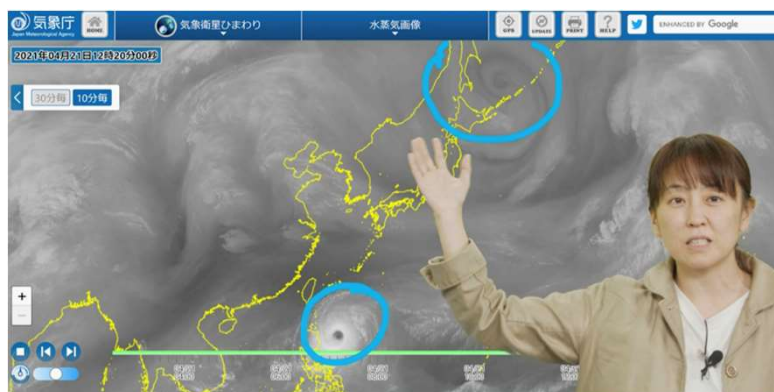 気象庁
Japan Meteorological Agency
HOME
気象衛星ひまわり
水蒸気画像
GPS
UPDATE
PRINT
HELP
ENHANCED BY Google
2021年04月21日12時20分00秒
30分毎 10分毎
+
−